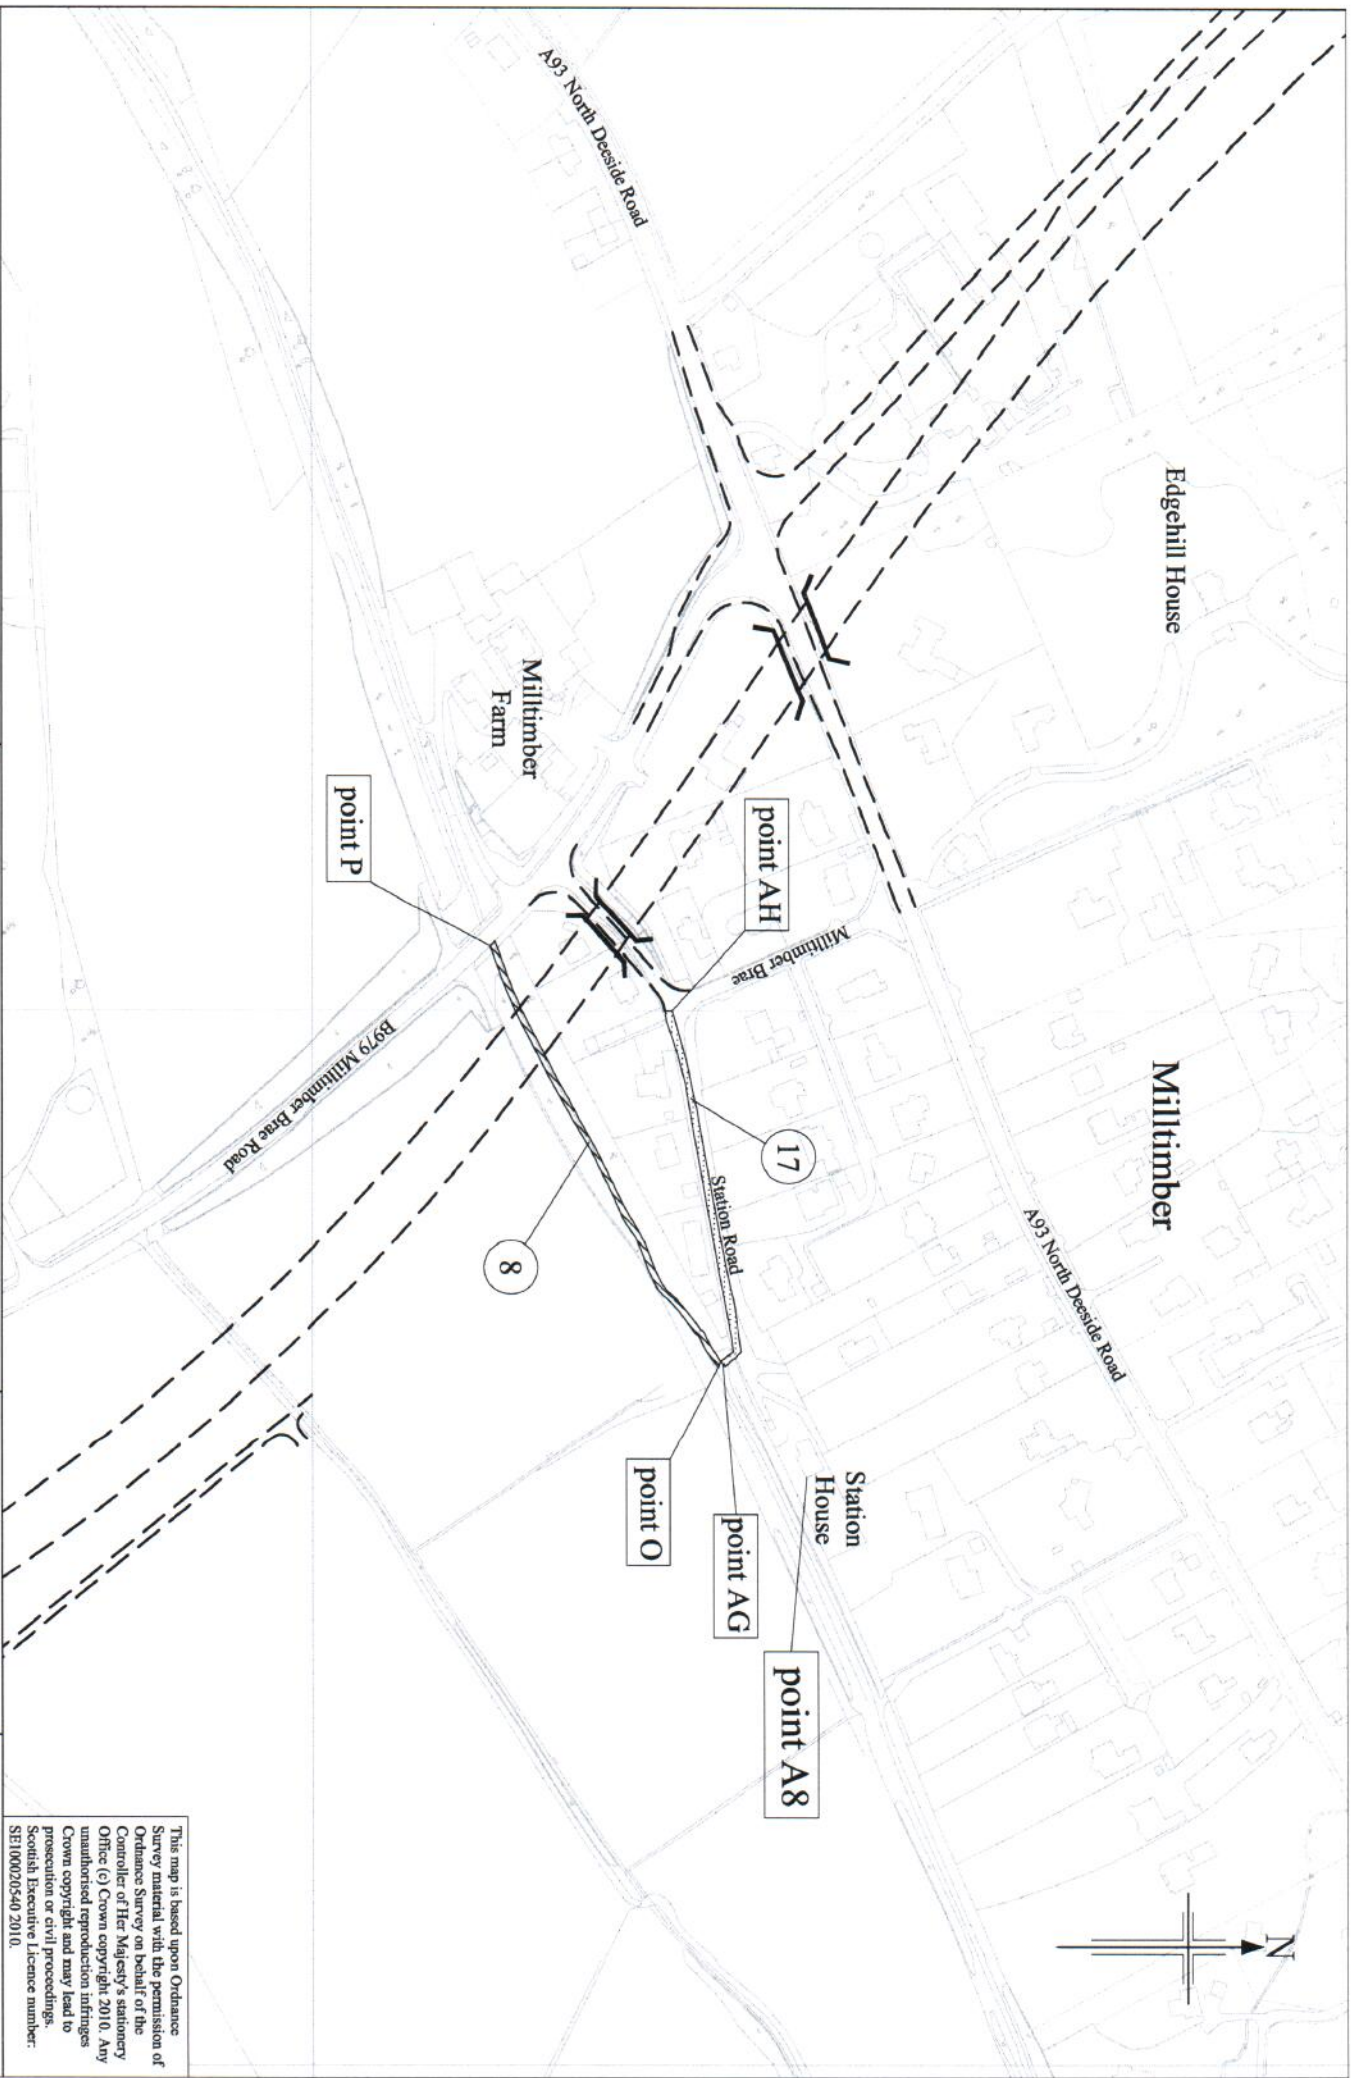 A93 North Deeside Road
Edgehill House
Milltimber
Farm
point P
point AH
Milltimber Brae
B979 Milltimber Brae Road
Milltimber
17
Station Road
8
A93 North Deeside Road
Station
House
point O
point AG
point A8
N
This map is based upon Ordnance
Survey material with the permission of
Ordnance Survey on behalf of the
Controller of Her Majesty's stationery
Office (c) Crown copyright 2010. Any
unauthorised reproduction infringes
Crown copyright and may lead to
prosecution or civil proceedings.
Scottish Executive Licence number:
SE100020540 2010.